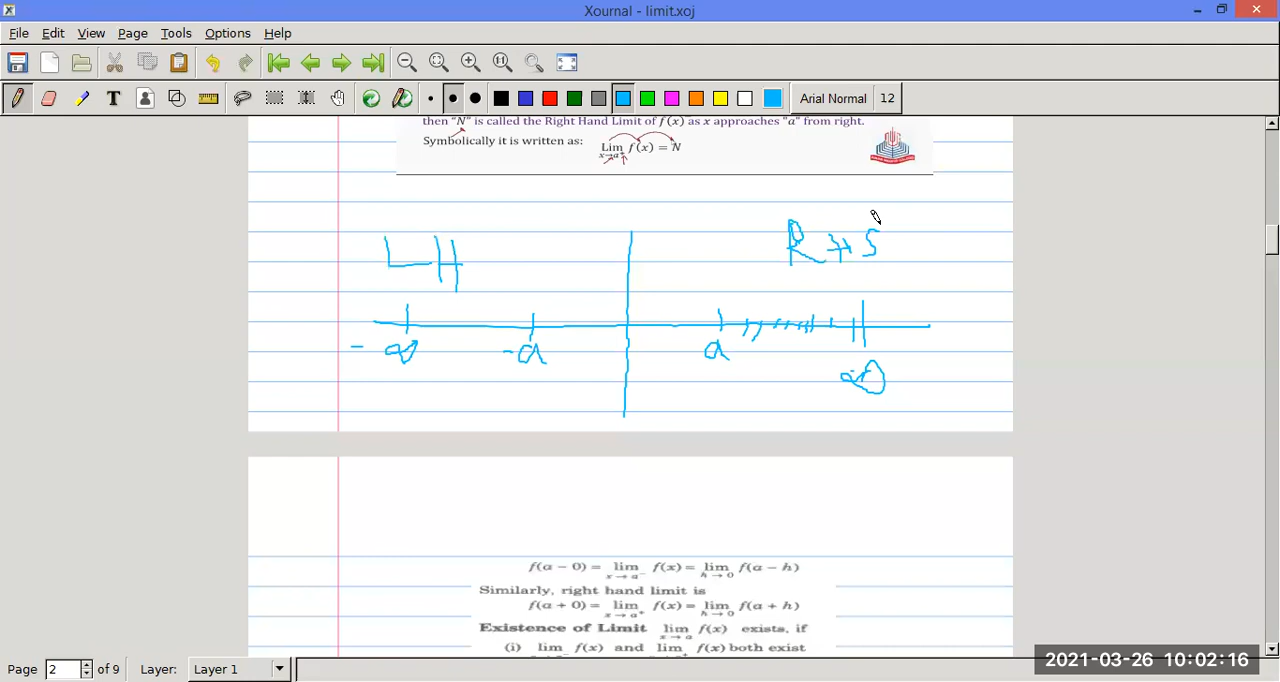 Xournal - limit.xoj
File Edit View Page Tools Options Help
Arial Normal 12
then "N" is called the Right Hand Limit of f(x) as x approaches "a" from right.
Symbolically it is written as: Lim f(x) = N
x→a⁺
LH RHS
- ∞ -a a ∞
f(a − 0) = lim f(x) = lim f(a − h)
x → a⁻ h → 0
Similarly, right hand limit is
f(a + 0) = lim f(x) = lim f(a + h)
x → a⁺ h → 0
Existence of Limit lim f(x) exists, if
x → a
(i) lim f(x) and lim f(x) both exist
Page 2 of 9 Layer: Layer 1
2021-03-26 10:02:16